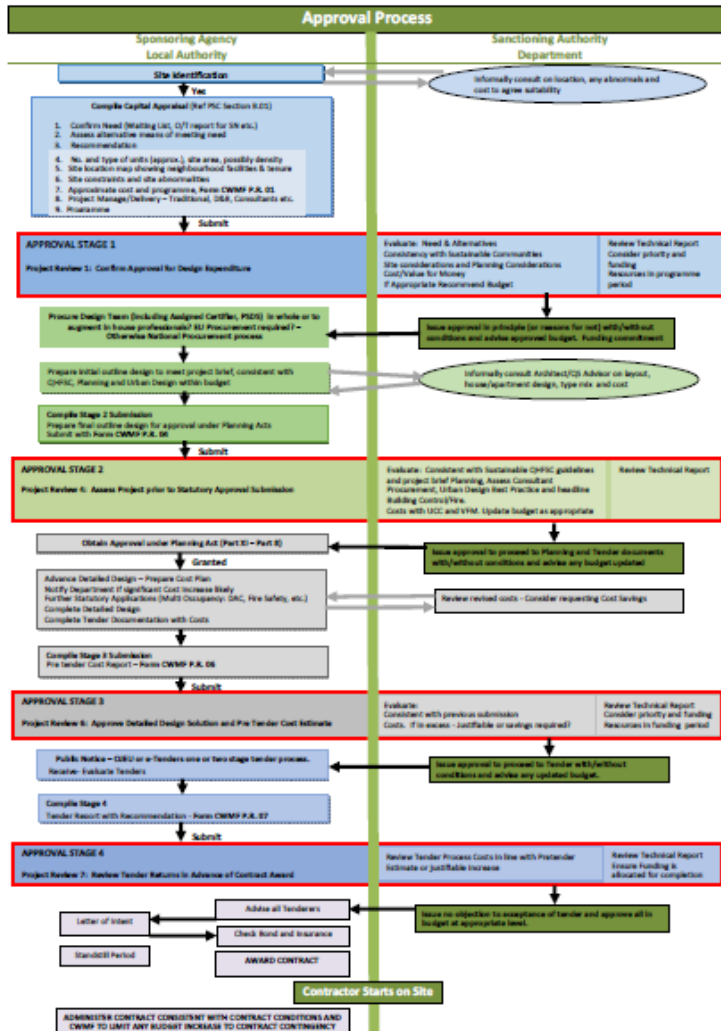 Approval Process
Sponsoring Agency
Local Authority
Sanctioning Authority
Department
Site Identification
Informally consult on location, any abnormals and
cost to agree suitability
Yes
Compile Capital Appraisal (Ref PSC Section B.01)
1. Confirm Need (Waiting List, O/T report for SN etc.)
2. Assess alternative means of meeting need
3. Recommendation
4. No. and type of units (approx.), site area, possibly density
5. Site location map showing neighbourhood facilities & tenure
6. Site constraints and site abnormalities
7. Approximate cost and programme, Form CWMF P.R. 01
8. Project Manage/Delivery – Traditional, D&B, Consultants etc.
9. Programme
Submit
APPROVAL STAGE 1
Project Review 1: Confirm Approval for Design Expenditure
Evaluate: Need & Alternatives
Consistency with Sustainable Communities
Site considerations and Planning Considerations
Cost/Value for Money
If Appropriate Recommend Budget
Review Technical Report
Consider priority and
funding
Resources in programme
period
Procure Design Team (Including Assigned Certifier, PSDS) in whole or to
augment in house professionals? EU Procurement required? –
Otherwise National Procurement process
Issue approval in principle (or reasons for not) with/without
conditions and advise approved budget. Funding commitment
Prepare initial outline design to meet project brief, consistent with
QHFSC, Planning and Urban Design within budget
Informally consult Architect/QS Advisor on layout,
house/apartment design, type mix and cost
Compile Stage 2 Submission
Prepare final outline design for approval under Planning Acts
Submit with Form CWMF P.R. 04
Submit
APPROVAL STAGE 2
Project Review 4: Assess Project prior to Statutory Approval Submission
Evaluate: Consistent with Sustainable QHFSC guidelines
and project brief Planning, Assess Consultant
Procurement, Urban Design Best Practice and headline
Building Control/Fire.
Costs with UCC and VFM. Update budget as appropriate
Review Technical Report
Obtain Approval under Planning Act (Part XI – Part 8)
Issue approval to proceed to Planning and Tender documents
with/without conditions and advise any budget updated
Granted
Advance Detailed Design – Prepare Cost Plan
Notify Department if significant Cost Increase likely
Further Statutory Applications (Multi Occupancy: DAC, Fire Safety, etc.)
Complete Detailed Design
Complete Tender Documentation with Costs
Review revised costs - Consider requesting Cost Savings
Compile Stage 3 Submission
Pre tender Cost Report – Form CWMF P.R. 06
Submit
APPROVAL STAGE 3
Project Review 6: Approve Detailed Design Solution and Pre Tender Cost Estimate
Evaluate:
Consistent with previous submission
Costs. If in excess - Justifiable or savings required?
Review Technical Report
Consider priority and funding
Resources in funding period
Public Notice – OJEU or e-Tenders one or two stage tender process.
Receive- Evaluate Tenders
Issue approval to proceed to Tender with/without
conditions and advise any updated budget.
Compile Stage 4
Tender Report with Recommendation - Form CWMF P.R. 07
Submit
APPROVAL STAGE 4
Project Review 7: Review Tender Returns in Advance of Contract Award
Review Tender Process Costs in line with Pretender
Estimate or Justifiable Increase
Review Technical Report
Ensure Funding is
allocated for completion
Advise all Tenderers
Issue no objection to acceptance of tender and approve all in
budget at appropriate level.
Letter of Intent
Check Bond and Insurance
Standstill Period
AWARD CONTRACT
Contractor Starts on Site
ADMINISTER CONTRACT CONSISTENT WITH CONTRACT CONDITIONS AND
CWMF TO LIMIT ANY BUDGET INCREASE TO CONTRACT CONTINGENCY